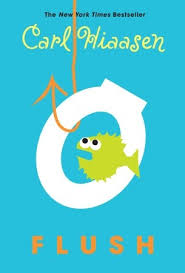 The New York Times Bestseller
Carl Hiaasen
FLUSH